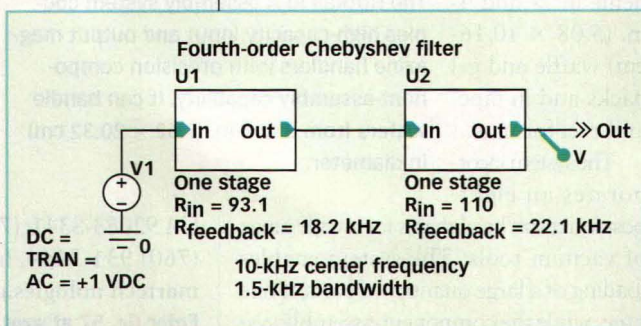 Fourth-order Chebyshev filter
U1
U2
In Out
In Out
Out
V
V1
+
−
0
One stage
Rin = 93.1
Rfeedback = 18.2 kHz
One stage
Rin = 110
Rfeedback = 22.1 kHz
DC =
TRAN =
AC = -1 VDC
10-kHz center frequency
1.5-kHz bandwidth